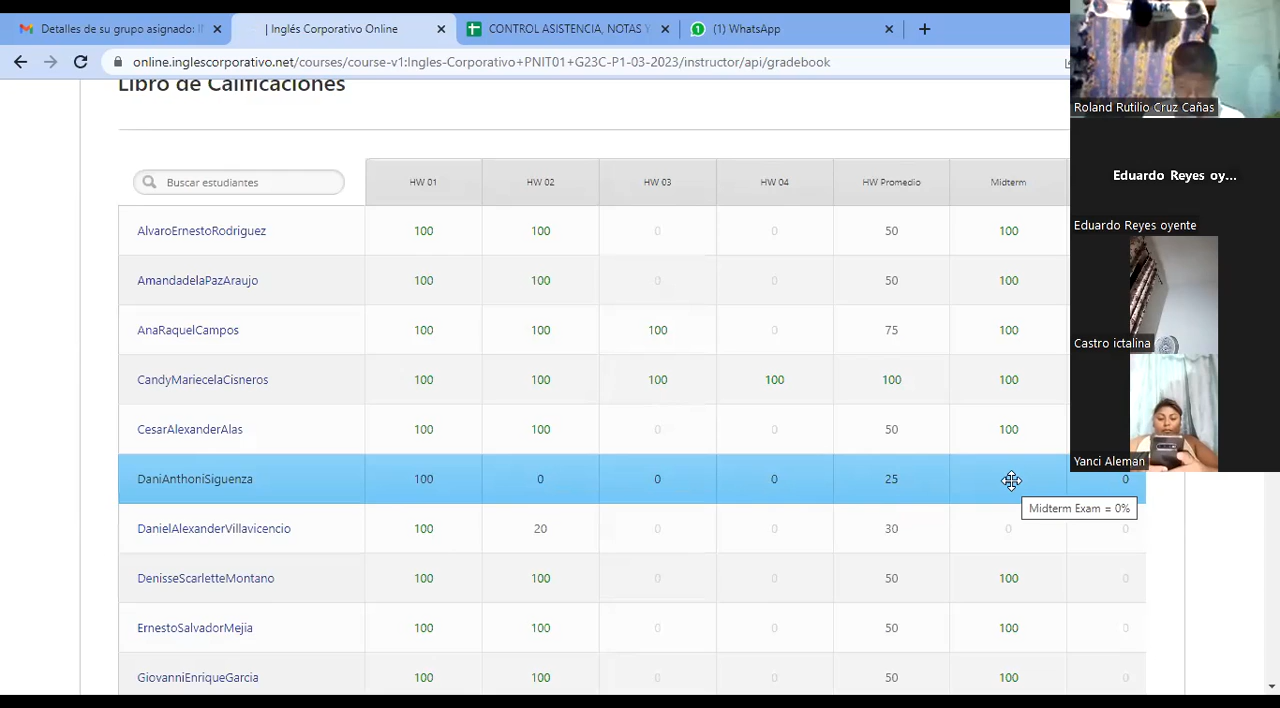 Detalles de su grupo asignado: I
| Inglés Corporativo Online
CONTROL ASISTENCIA, NOTAS Y
(1) WhatsApp
online.inglescorporativo.net/courses/course-v1:Ingles-Corporativo+PNIT01+G23C-P1-03-2023/instructor/api/gradebook
Libro de Calificaciones
Buscar estudiantes HW 01 HW 02 HW 03 HW 04 HW Promedio Midterm
AlvaroErnestoRodriguez 100 100 0 0 50 100
AmandadelaPazAraujo 100 100 0 0 50 100
AnaRaquelCampos 100 100 100 0 75 100
CandyMariecelaCisneros 100 100 100 100 100 100
CesarAlexanderAlas 100 100 0 0 50 100
DaniAnthoniSiguenza 100 0 0 0 25 0
Midterm Exam = 0%
DanielAlexanderVillavicencio 100 20 0 0 30 0
DenisseScarletteMontano 100 100 0 0 50 100 0
ErnestoSalvadorMejia 100 100 0 0 50 100 0
GiovanniEnriqueGarcia 100 100 0 0 50 100 0
Roland Rutilio Cruz Cañas
Eduardo Reyes oy...
Eduardo Reyes oyente
Castro ictalina
Yanci Aleman